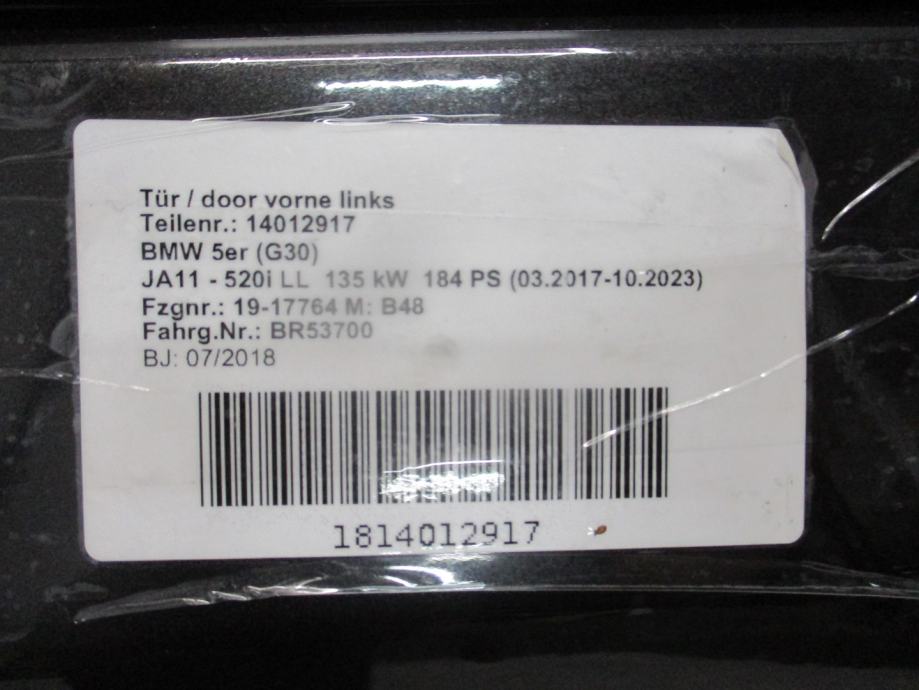 Tür / door vorne links
Teilenr.: 14012917
BMW 5er (G30)
JA11 - 520i LL 135 kW 184 PS (03.2017-10.2023)
Fzgnr.: 19-17764 M: B48
Fahrg.Nr.: BR53700
BJ: 07/2018
1814012917